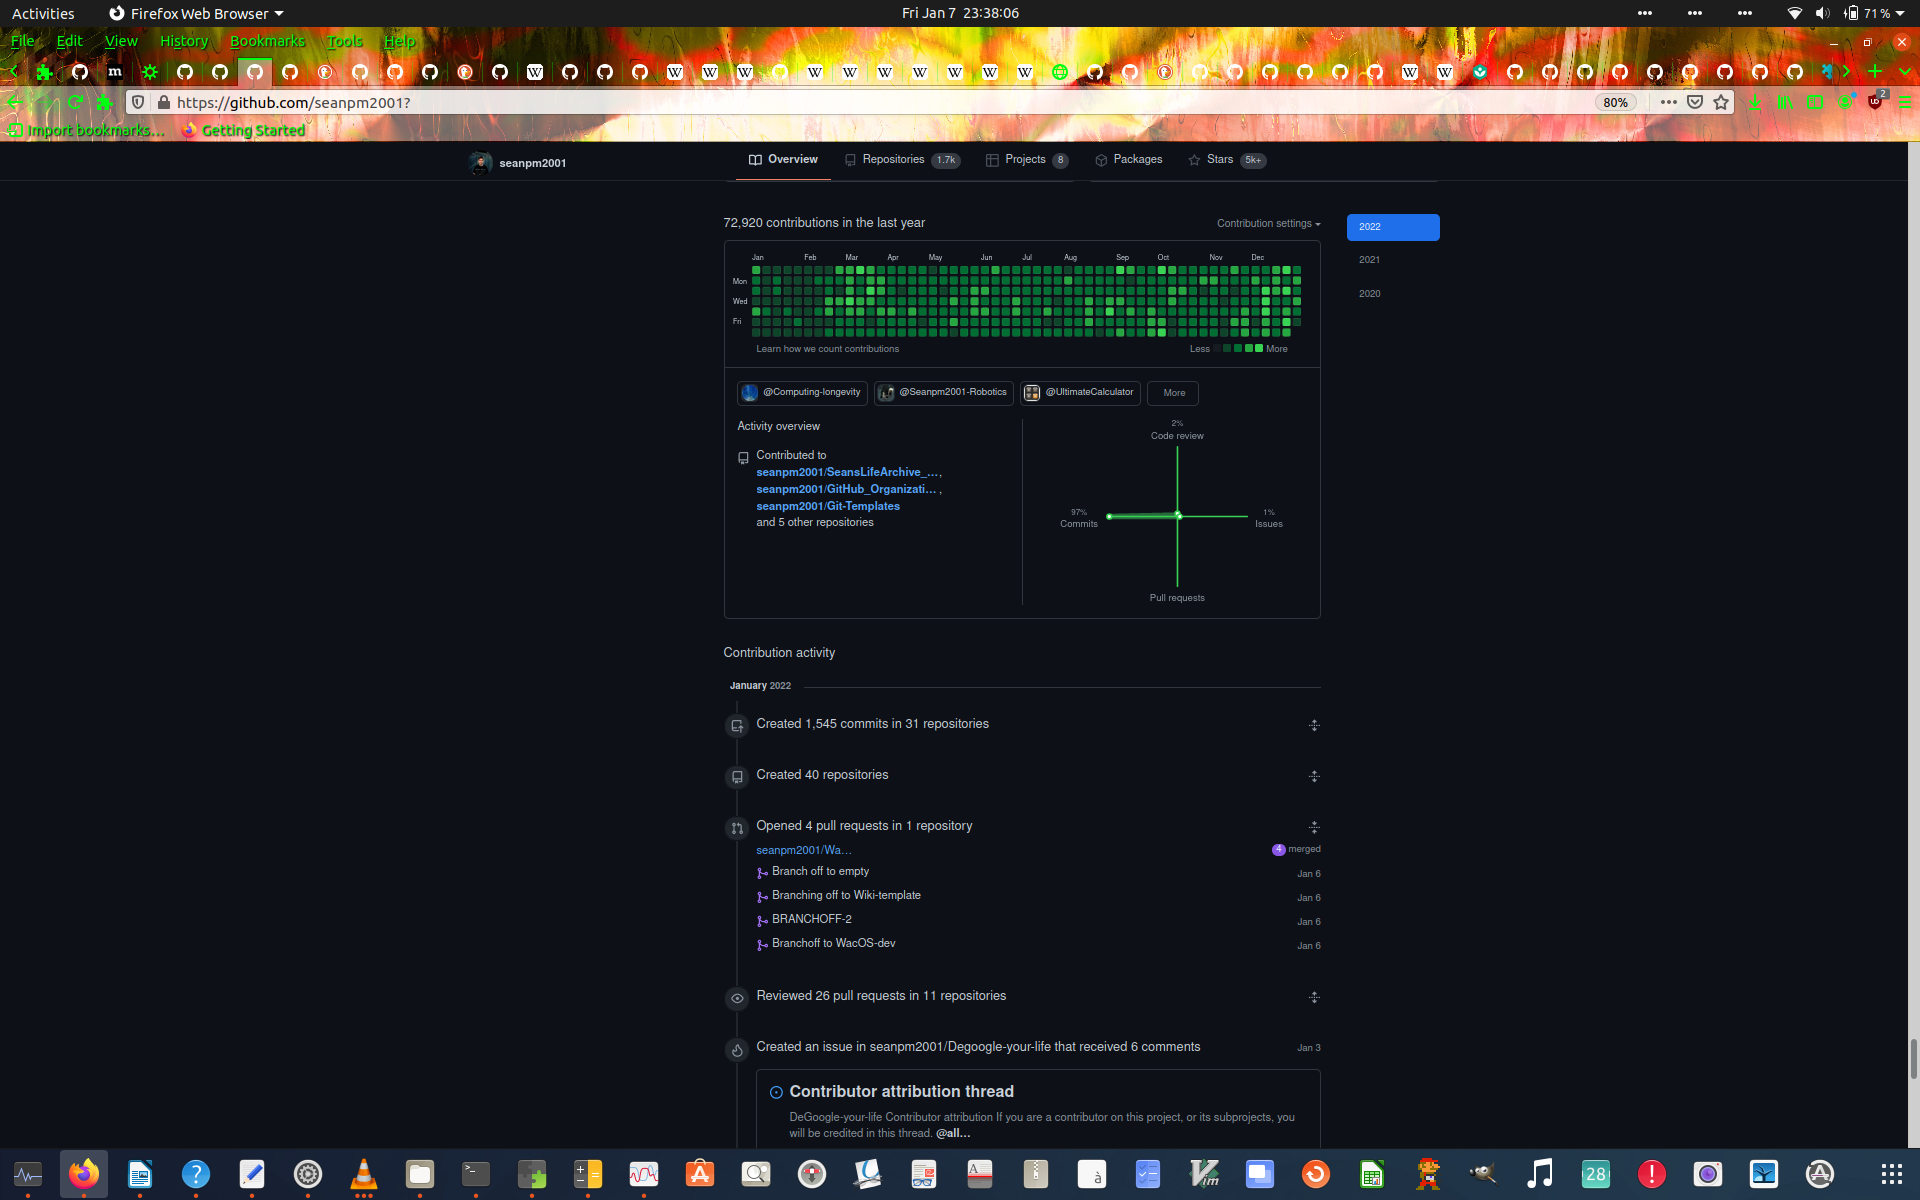 Activities
Firefox Web Browser
Fri Jan 7 23:38:06
71 %
File Edit View History Bookmarks Tools Help
https://github.com/seanpm2001?
80%
2
Import bookmarks...
Getting Started
seanpm2001
Overview
Repositories 1.7k
Projects 8
Packages
Stars 5k+
72,920 contributions in the last year
Contribution settings
2022
2021
2020
Jan Feb Mar Apr May Jun Jul Aug Sep Oct Nov Dec
Mon
Wed
Fri
Learn how we count contributions
Less More
@Computing-longevity
@Seanpm2001-Robotics
@UltimateCalculator
More
Activity overview
Contributed to
seanpm2001/SeansLifeArchive_…,
seanpm2001/GitHub_Organizati… ,
seanpm2001/Git-Templates
and 5 other repositories
2%
Code review
97%
Commits
1%
Issues
Pull requests
Contribution activity
January 2022
Created 1,545 commits in 31 repositories
Created 40 repositories
Opened 4 pull requests in 1 repository
seanpm2001/Wa…
4 merged
Branch off to empty
Jan 6
Branching off to Wiki-template
Jan 6
BRANCHOFF-2
Jan 6
Branchoff to WacOS-dev
Jan 6
Reviewed 26 pull requests in 11 repositories
Created an issue in seanpm2001/Degoogle-your-life that received 6 comments
Jan 3
Contributor attribution thread
DeGoogle-your-life Contributor attribution If you are a contributor on this project, or its subprojects, you
will be credited in this thread. @all…
28